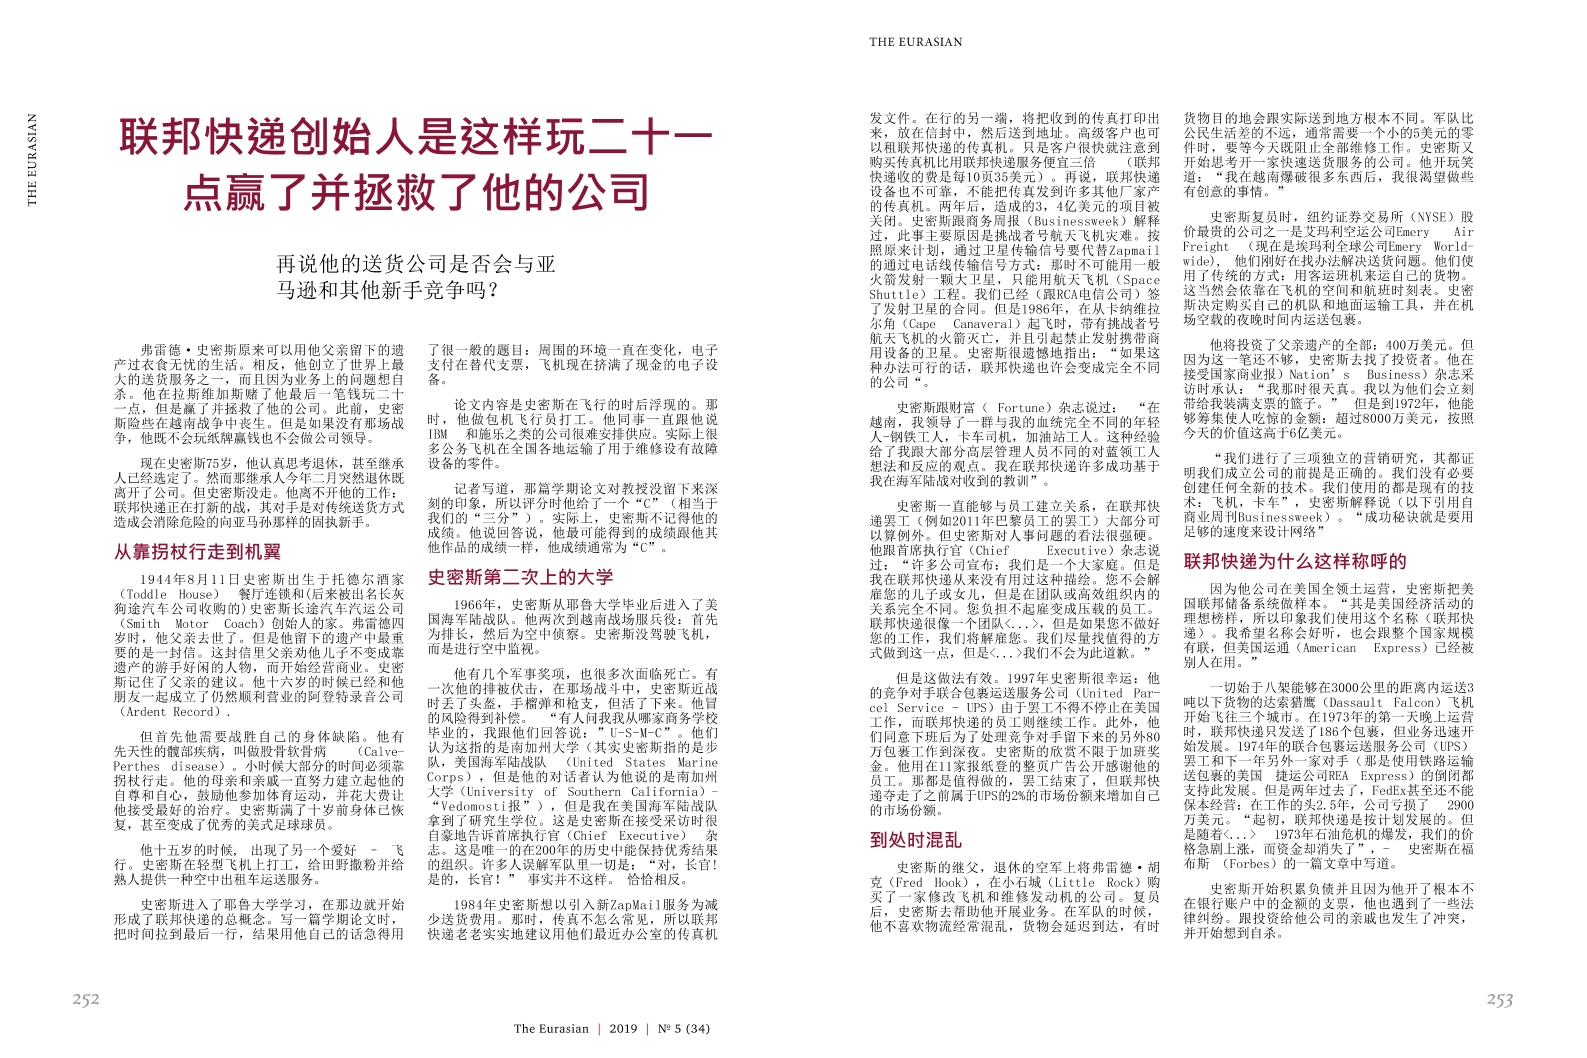 THE EURASIAN
联邦快递创始人是这样玩二十一
点赢了并拯救了他的公司
再说他的送货公司是否会与亚
马逊和其他新手竞争吗?
弗雷德·史密斯原来可以用他父亲留下的遗
产过衣食无忧的生活。相反，他创立了世界上最
大的送货服务之一，而且因为业务上的问题想自
杀。他在拉斯维加斯赌了他最后一笔钱玩二十
一点，但是赢了并拯救了他的公司。此前，史密
斯险些在越南战争中丧生。但是如果没有那场战
争，他既不会玩纸牌赢钱也不会做公司领导。
现在史密斯75岁，他认真思考退休，甚至继承
人已经选定了。然而那继承人今年二月突然退休既
离开了公司。但史密斯没走。他离不开他的工作：
联邦快递正在打新的战，其对手是对传统送货方式
造成会消除危险的向亚马孙那样的固执新手。
从靠拐杖行走到机翼
1944年8月11日史密斯出生于托德尔酒家
（Toddle House） 餐厅连锁和(后来被出名长灰
狗途汽车公司收购的)史密斯长途汽车汽运公司
（Smith Motor Coach）创始人的家。弗雷德四
岁时，他父亲去世了。但是他留下的遗产中最重
要的是一封信。这封信里父亲劝他儿子不变成靠
遗产的游手好闲的人物，而开始经营商业。史密
斯记住了父亲的建议。他十六岁的时候已经和他
朋友一起成立了仍然顺利营业的阿登特录音公司
（Ardent Record）.
但首先他需要战胜自己的身体缺陷。他有
先天性的髋部疾病，叫做股骨软骨病 （Calve-
Perthes disease）。小时候大部分的时间必须靠
拐杖行走。他的母亲和亲戚一直努力建立起他的
自尊和自心，鼓励他参加体育运动，并花大费让
他接受最好的治疗。史密斯满了十岁前身体已恢
复，甚至变成了优秀的美式足球球员。
他十五岁的时候， 出现了另一个爱好 – 飞
行。史密斯在轻型飞机上打工，给田野撒粉并给
熟人提供一种空中出租车运送服务。
史密斯进入了耶鲁大学学习，在那边就开始
形成了联邦快递的总概念。写一篇学期论文时，
把时间拉到最后一行，结果用他自己的话急得用
了很一般的题目：周围的环境一直在变化，电子
支付在替代支票，飞机现在挤满了现金的电子设
备。
论文内容是史密斯在飞行的时后浮现的。那
时，他做包机飞行员打工。他同事一直跟他说
IBM 和施乐之类的公司很难安排供应。实际上很
多公务飞机在全国各地运输了用于维修设有故障
设备的零件。
记者写道，那篇学期论文对教授没留下来深
刻的印象，所以评分时他给了一个“C”（相当于
我们的“三分”）。实际上，史密斯不记得他的
成绩。他说回答说，他最可能得到的成绩跟他其
他作品的成绩一样，他成绩通常为“C”。
史密斯第二次上的大学
1966年，史密斯从耶鲁大学毕业后进入了美
国海军陆战队。他两次到越南战场服兵役：首先
为排长，然后为空中侦察。史密斯没驾驶飞机，
而是进行空中监视。
他有几个军事奖项，也很多次面临死亡。有
一次他的排被伏击，在那场战斗中，史密斯近战
时丢了头盔，手榴弹和枪支，但活了下来。他冒
的风险得到补偿。 “有人问我我从哪家商务学校
毕业的，我跟他们回答说：”U-S-M-C”。他们
认为这指的是南加州大学（其实史密斯指的是步
队，美国海军陆战队 （United States Marine
Corps），但是他的对话者认为他说的是南加州
大学（University of Southern California）–
“Vedomosti报”），但是我在美国海军陆战队
拿到了研究生学位。这是史密斯在接受采访时很
自豪地告诉首席执行官（Chief Executive） 杂
志。这是唯一的在200年的历史中能保持优秀结果
的组织。许多人误解军队里一切是；“对，长官!
是的，长官！” 事实并不这样。 恰恰相反。
1984年史密斯想以引入新ZapMail服务为减
少送货费用。那时，传真不怎么常见，所以联邦
快递老老实实地建议用他们最近办公室的传真机
252
The Eurasian | 2019 | № 5 (34)
THE EURASIAN
发文件。在行的另一端，将把收到的传真打印出
来，放在信封中，然后送到地址。高级客户也可
以租联邦快递的传真机。只是客户很快就注意到
购买传真机比用联邦快递服务便宜三倍 （联邦
快递收的费是每10页35美元）。再说，联邦快递
设备也不可靠，不能把传真发到许多其他厂家产
的传真机。两年后，造成的3，4亿美元的项目被
关闭。史密斯跟商务周报（Businessweek）解释
过，此事主要原因是挑战者号航天飞机灾难。按
照原来计划，通过卫星传输信号要代替Zapmail
的通过电话线传输信号方式：那时不可能用一般
火箭发射一颗大卫星，只能用航天飞机（Space
Shuttle）工程。我们已经（跟RCA电信公司）签
了发射卫星的合同。但是1986年，在从卡纳维拉
尔角（Cape Canaveral）起飞时，带有挑战者号
航天飞机的火箭灭亡，并且引起禁止发射携带商
用设备的卫星。史密斯很遗憾地指出：“如果这
种办法可行的话，联邦快递也许会变成完全不同
的公司“。
史密斯跟财富（ Fortune）杂志说过： “在
越南，我领导了一群与我的血统完全不同的年轻
人-钢铁工人，卡车司机，加油站工人。这种经验
给了我跟大部分高层管理人员不同的对蓝领工人
想法和反应的观点。我在联邦快递许多成功基于
我在海军陆战对收到的教训”。
史密斯一直能够与员工建立关系，在联邦快
递罢工（例如2011年巴黎员工的罢工）大部分可
以算例外。但史密斯对人事问题的看法很强硬。
他跟首席执行官（Chief Executive）杂志说
过：“许多公司宣布：我们是一个大家庭。但是
我在联邦快递从来没有用过这种描绘。您不会解
雇您的儿子或女儿，但是在团队或高效组织内的
关系完全不同。您负担不起雇变成压载的员工。
联邦快递很像一个团队<...>，但是如果您不做好
您的工作，我们将解雇您。我们尽量找值得的方
式做到这一点，但是<...>我们不会为此道歉。”
但是这做法有效。1997年史密斯很幸运：他
的竞争对手联合包裹运送服务公司（United Par-
cel Service – UPS）由于罢工不得不停止在美国
工作，而联邦快递的员工则继续工作。此外，他
们同意下班后为了处理竞争对手留下来的另外80
万包裹工作到深夜。史密斯的欣赏不限于加班奖
金。他用在11家报纸登的整页广告公开感谢他的
员工。那都是值得做的，罢工结束了，但联邦快
递夺走了之前属于UPS的2%的市场份额来增加自己
的市场份额。
到处时混乱
史密斯的继父，退休的空军上将弗雷德·胡
克（Fred Hook），在小石城（Little Rock）购
买了一家修改飞机和维修发动机的公司。复员
后，史密斯去帮助他开展业务。在军队的时候，
他不喜欢物流经常混乱，货物会延迟到达，有时
货物目的地会跟实际送到地方根本不同。军队比
公民生活差的不远，通常需要一个小的5美元的零
件时，要等今天既阻止全部维修工作。史密斯又
开始思考开一家快速送货服务的公司。他开玩笑
道：“我在越南爆破很多东西后，我很渴望做些
有创意的事情。”
史密斯复员时，纽约证券交易所（NYSE）股
价最贵的公司之一是艾玛利空运公司Emery Air
Freight （现在是埃玛利全球公司Emery World-
wide）， 他们刚好在找办法解决送货问题。他们使
用了传统的方式：用客运班机来运自己的货物。
这当然会依靠在飞机的空间和航班时刻表。史密
斯决定购买自己的机队和地面运输工具，并在机
场空载的夜晚时间内运送包裹。
他将投资了父亲遗产的全部：400万美元。但
因为这一笔还不够，史密斯去找了投资者。他在
接受国家商业报）Nation’s Business）杂志采
访时承认：“我那时很天真。我以为他们会立刻
带给我装满支票的篮子。” 但是到1972年，他能
够筹集使人吃惊的金额：超过8000万美元，按照
今天的价值这高于6亿美元。
“我们进行了三项独立的营销研究，其都证
明我们成立公司的前提是正确的。我们没有必要
创建任何全新的技术。我们使用的都是现有的技
术：飞机，卡车”，史密斯解释说（以下引用自
商业周刊Businessweek）。“成功秘诀就是要用
足够的速度来设计网络”
联邦快递为什么这样称呼的
因为他公司在美国全领土运营，史密斯把美
国联邦储备系统做样本。“其是美国经济活动的
理想榜样，所以印象我们使用这个名称（联邦快
递）。我希望名称会好听，也会跟整个国家规模
有联，但美国运通（American Express）已经被
别人在用。”
一切始于八架能够在3000公里的距离内运送3
吨以下货物的达索猎鹰（Dassault Falcon）飞机
开始飞往三个城市。在1973年的第一天晚上运营
时，联邦快递只发送了186个包裹，但业务迅速开
始发展。1974年的联合包裹运送服务公司（UPS）
罢工和下一年另外一家对手（那是使用铁路运输
送包裹的美国 捷运公司REA Express）的倒闭都
支持此发展。但是两年过去了，FedEx甚至还不能
保本经营：在工作的头2.5年，公司亏损了 2900
万美元。“起初，联邦快递是按计划发展的。但
是随着<...> 1973年石油危机的爆发，我们的价
格急剧上涨，而资金却消失了”，– 史密斯在福
布斯 （Forbes）的一篇文章中写道。
史密斯开始积累负债并且因为他开了根本不
在银行账户中的金额的支票，他也遇到了一些法
律纠纷。跟投资给他公司的亲戚也发生了冲突，
并开始想到自杀。
253